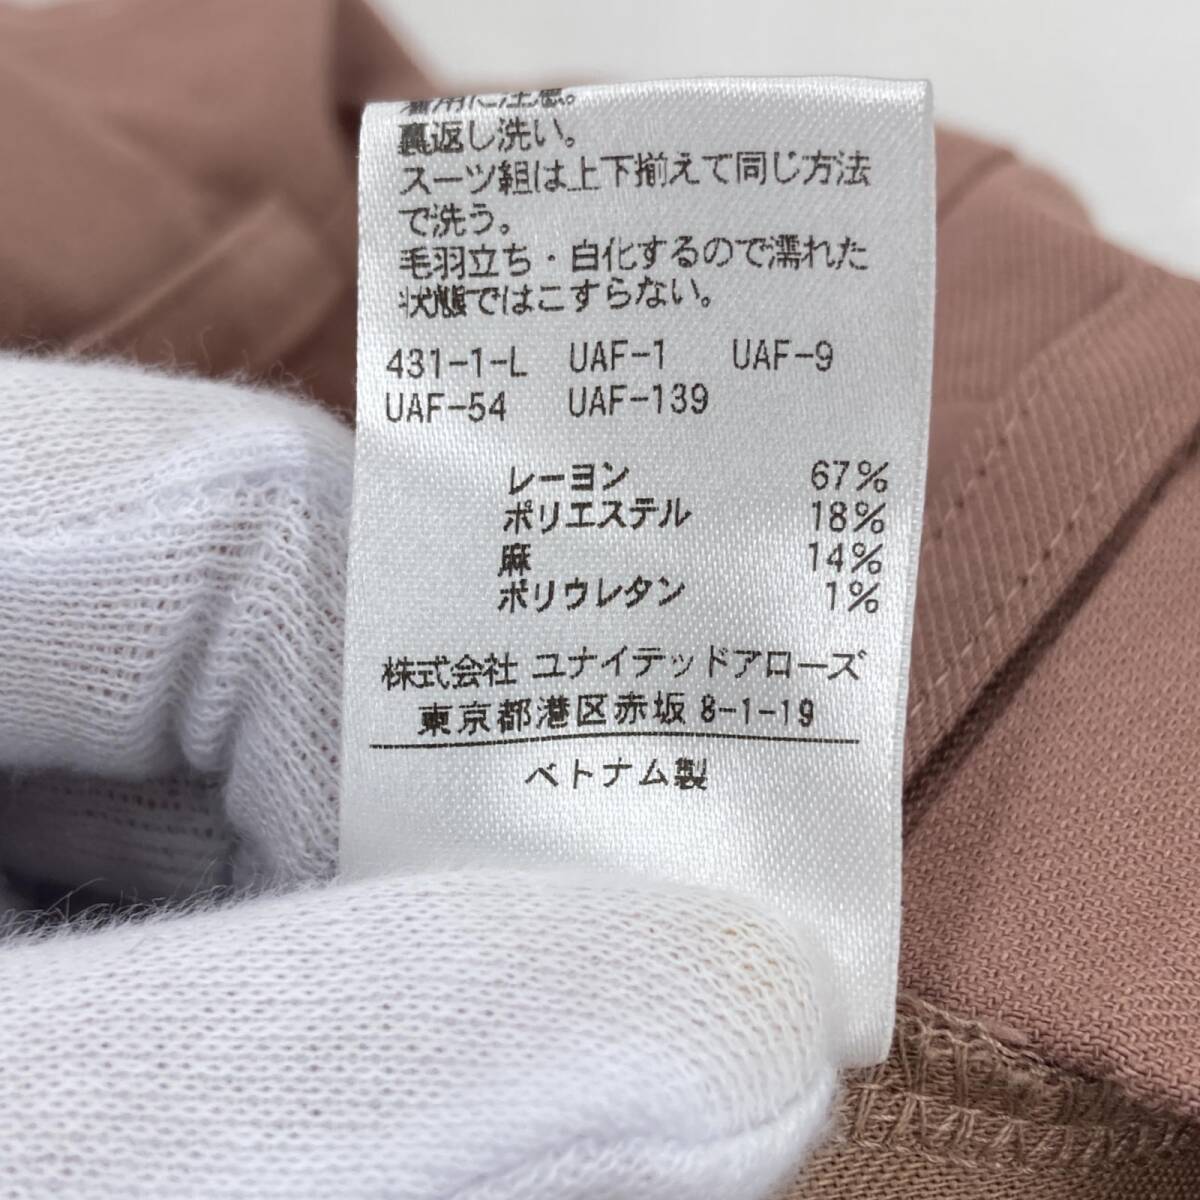 着用に注意。
裏返し洗い。
スーツ組は上下揃えて同じ方法
で洗う。
毛羽立ち・白化するので濡れた
状態ではこすらない。
431-1-L UAF-1 UAF-9
UAF-54 UAF-139
レーヨン 67%
ポリエステル 18%
麻 14%
ポリウレタン 1%
株式会社 ユナイテッドアローズ
東京都港区赤坂 8-1-19
ベトナム製